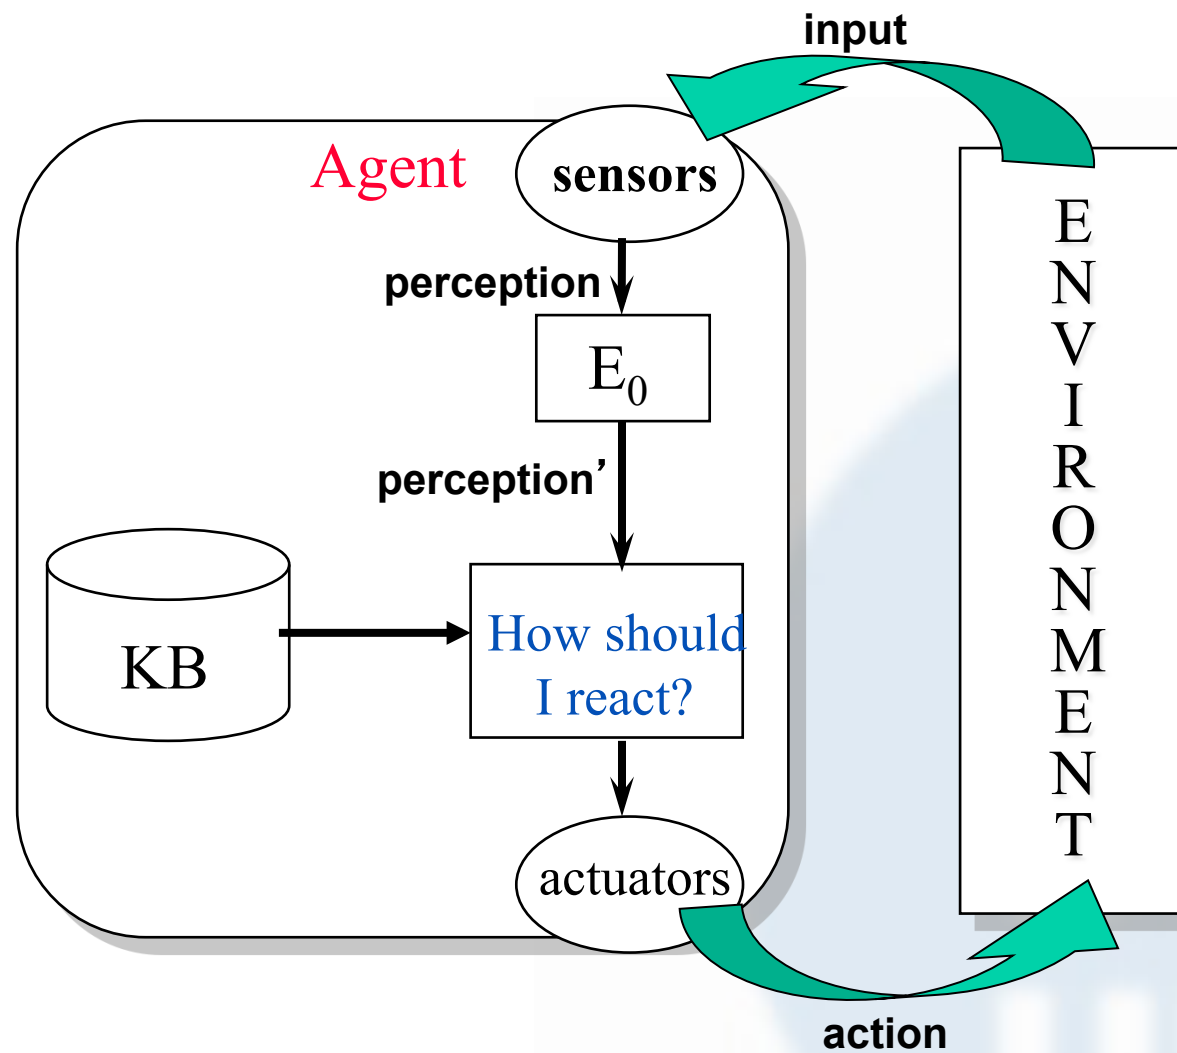 input
Agent
sensors
perception
E₀
perception’
KB
How should
I react?
actuators
action
E
N
V
I
R
O
N
M
E
N
T